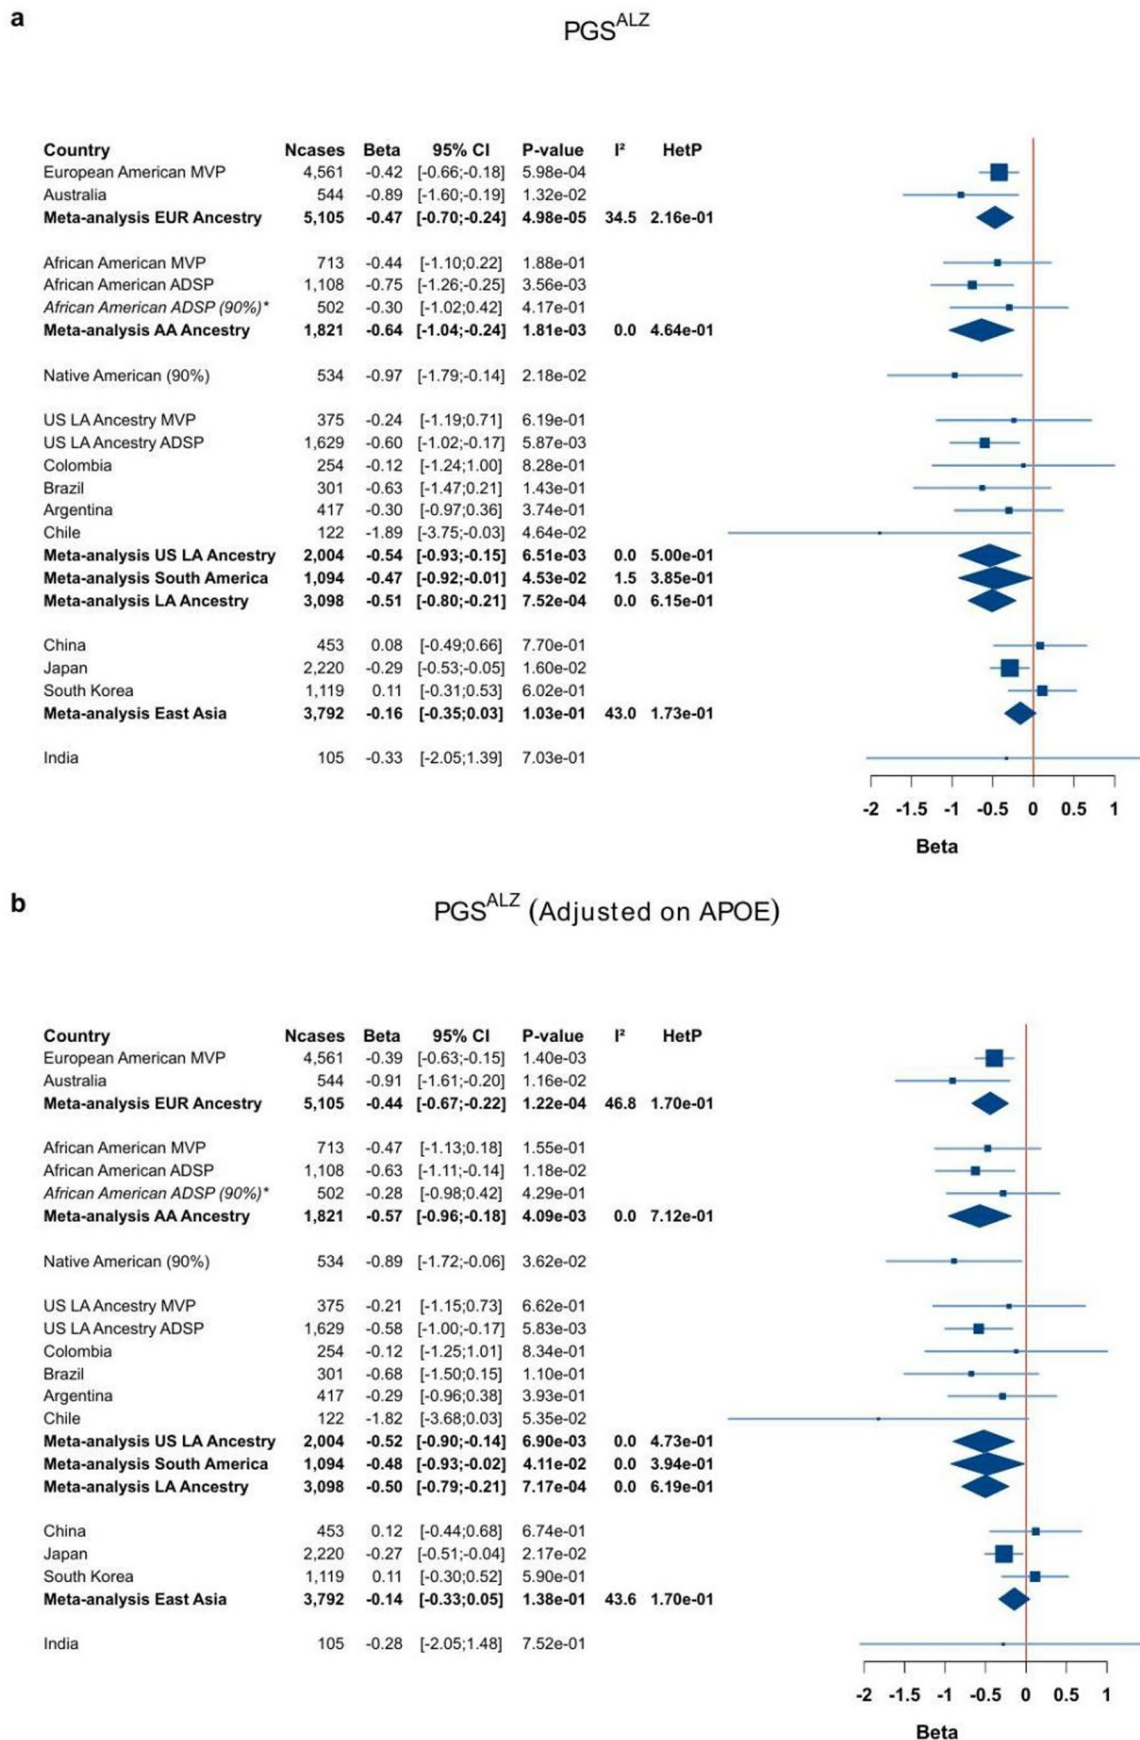 a
PGS^ALZ
Country Ncases Beta 95% CI P-value I² HetP
European American MVP 4,561 -0.42 [-0.66;-0.18] 5.98e-04
Australia 544 -0.89 [-1.60;-0.19] 1.32e-02
Meta-analysis EUR Ancestry 5,105 -0.47 [-0.70;-0.24] 4.98e-05 34.5 2.16e-01
African American MVP 713 -0.44 [-1.10;0.22] 1.88e-01
African American ADSP 1,108 -0.75 [-1.26;-0.25] 3.56e-03
African American ADSP (90%)* 502 -0.30 [-1.02;0.42] 4.17e-01
Meta-analysis AA Ancestry 1,821 -0.64 [-1.04;-0.24] 1.81e-03 0.0 4.64e-01
Native American (90%) 534 -0.97 [-1.79;-0.14] 2.18e-02
US LA Ancestry MVP 375 -0.24 [-1.19;0.71] 6.19e-01
US LA Ancestry ADSP 1,629 -0.60 [-1.02;-0.17] 5.87e-03
Colombia 254 -0.12 [-1.24;1.00] 8.28e-01
Brazil 301 -0.63 [-1.47;0.21] 1.43e-01
Argentina 417 -0.30 [-0.97;0.36] 3.74e-01
Chile 122 -1.89 [-3.75;-0.03] 4.64e-02
Meta-analysis US LA Ancestry 2,004 -0.54 [-0.93;-0.15] 6.51e-03 0.0 5.00e-01
Meta-analysis South America 1,094 -0.47 [-0.92;-0.01] 4.53e-02 1.5 3.85e-01
Meta-analysis LA Ancestry 3,098 -0.51 [-0.80;-0.21] 7.52e-04 0.0 6.15e-01
China 453 0.08 [-0.49;0.66] 7.70e-01
Japan 2,220 -0.29 [-0.53;-0.05] 1.60e-02
South Korea 1,119 0.11 [-0.31;0.53] 6.02e-01
Meta-analysis East Asia 3,792 -0.16 [-0.35;0.03] 1.03e-01 43.0 1.73e-01
India 105 -0.33 [-2.05;1.39] 7.03e-01
-2 -1.5 -1 -0.5 0 0.5 1
Beta
b
PGS^ALZ (Adjusted on APOE)
Country Ncases Beta 95% CI P-value I² HetP
European American MVP 4,561 -0.39 [-0.63;-0.15] 1.40e-03
Australia 544 -0.91 [-1.61;-0.20] 1.16e-02
Meta-analysis EUR Ancestry 5,105 -0.44 [-0.67;-0.22] 1.22e-04 46.8 1.70e-01
African American MVP 713 -0.47 [-1.13;0.18] 1.55e-01
African American ADSP 1,108 -0.63 [-1.11;-0.14] 1.18e-02
African American ADSP (90%)* 502 -0.28 [-0.98;0.42] 4.29e-01
Meta-analysis AA Ancestry 1,821 -0.57 [-0.96;-0.18] 4.09e-03 0.0 7.12e-01
Native American (90%) 534 -0.89 [-1.72;-0.06] 3.62e-02
US LA Ancestry MVP 375 -0.21 [-1.15;0.73] 6.62e-01
US LA Ancestry ADSP 1,629 -0.58 [-1.00;-0.17] 5.83e-03
Colombia 254 -0.12 [-1.25;1.01] 8.34e-01
Brazil 301 -0.68 [-1.50;0.15] 1.10e-01
Argentina 417 -0.29 [-0.96;0.38] 3.93e-01
Chile 122 -1.82 [-3.68;0.03] 5.35e-02
Meta-analysis US LA Ancestry 2,004 -0.52 [-0.90;-0.14] 6.90e-03 0.0 4.73e-01
Meta-analysis South America 1,094 -0.48 [-0.93;-0.02] 4.11e-02 0.0 3.94e-01
Meta-analysis LA Ancestry 3,098 -0.50 [-0.79;-0.21] 7.17e-04 0.0 6.19e-01
China 453 0.12 [-0.44;0.68] 6.74e-01
Japan 2,220 -0.27 [-0.51;-0.04] 2.17e-02
South Korea 1,119 0.11 [-0.30;0.52] 5.90e-01
Meta-analysis East Asia 3,792 -0.14 [-0.33;0.05] 1.38e-01 43.6 1.70e-01
India 105 -0.28 [-2.05;1.48] 7.52e-01
-2 -1.5 -1 -0.5 0 0.5 1
Beta